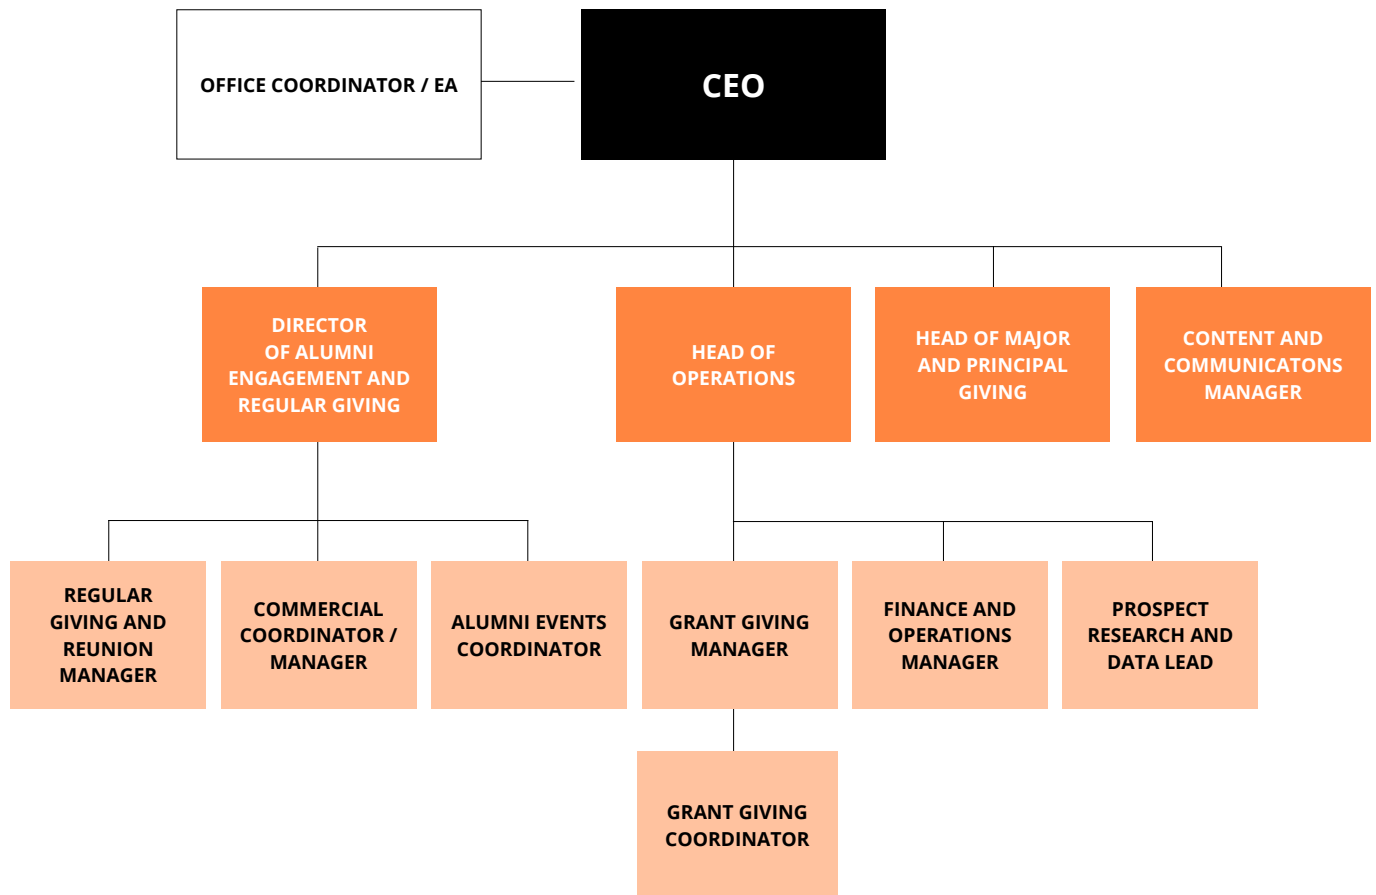 OFFICE COORDINATOR / EA
CEO
DIRECTOR
OF ALUMNI
ENGAGEMENT AND
REGULAR GIVING
HEAD OF
OPERATIONS
HEAD OF MAJOR
AND PRINCIPAL
GIVING
CONTENT AND
COMMUNICATONS
MANAGER
REGULAR
GIVING AND
REUNION
MANAGER
COMMERCIAL
COORDINATOR /
MANAGER
ALUMNI EVENTS
COORDINATOR
GRANT GIVING
MANAGER
FINANCE AND
OPERATIONS
MANAGER
PROSPECT
RESEARCH AND
DATA LEAD
GRANT GIVING
COORDINATOR